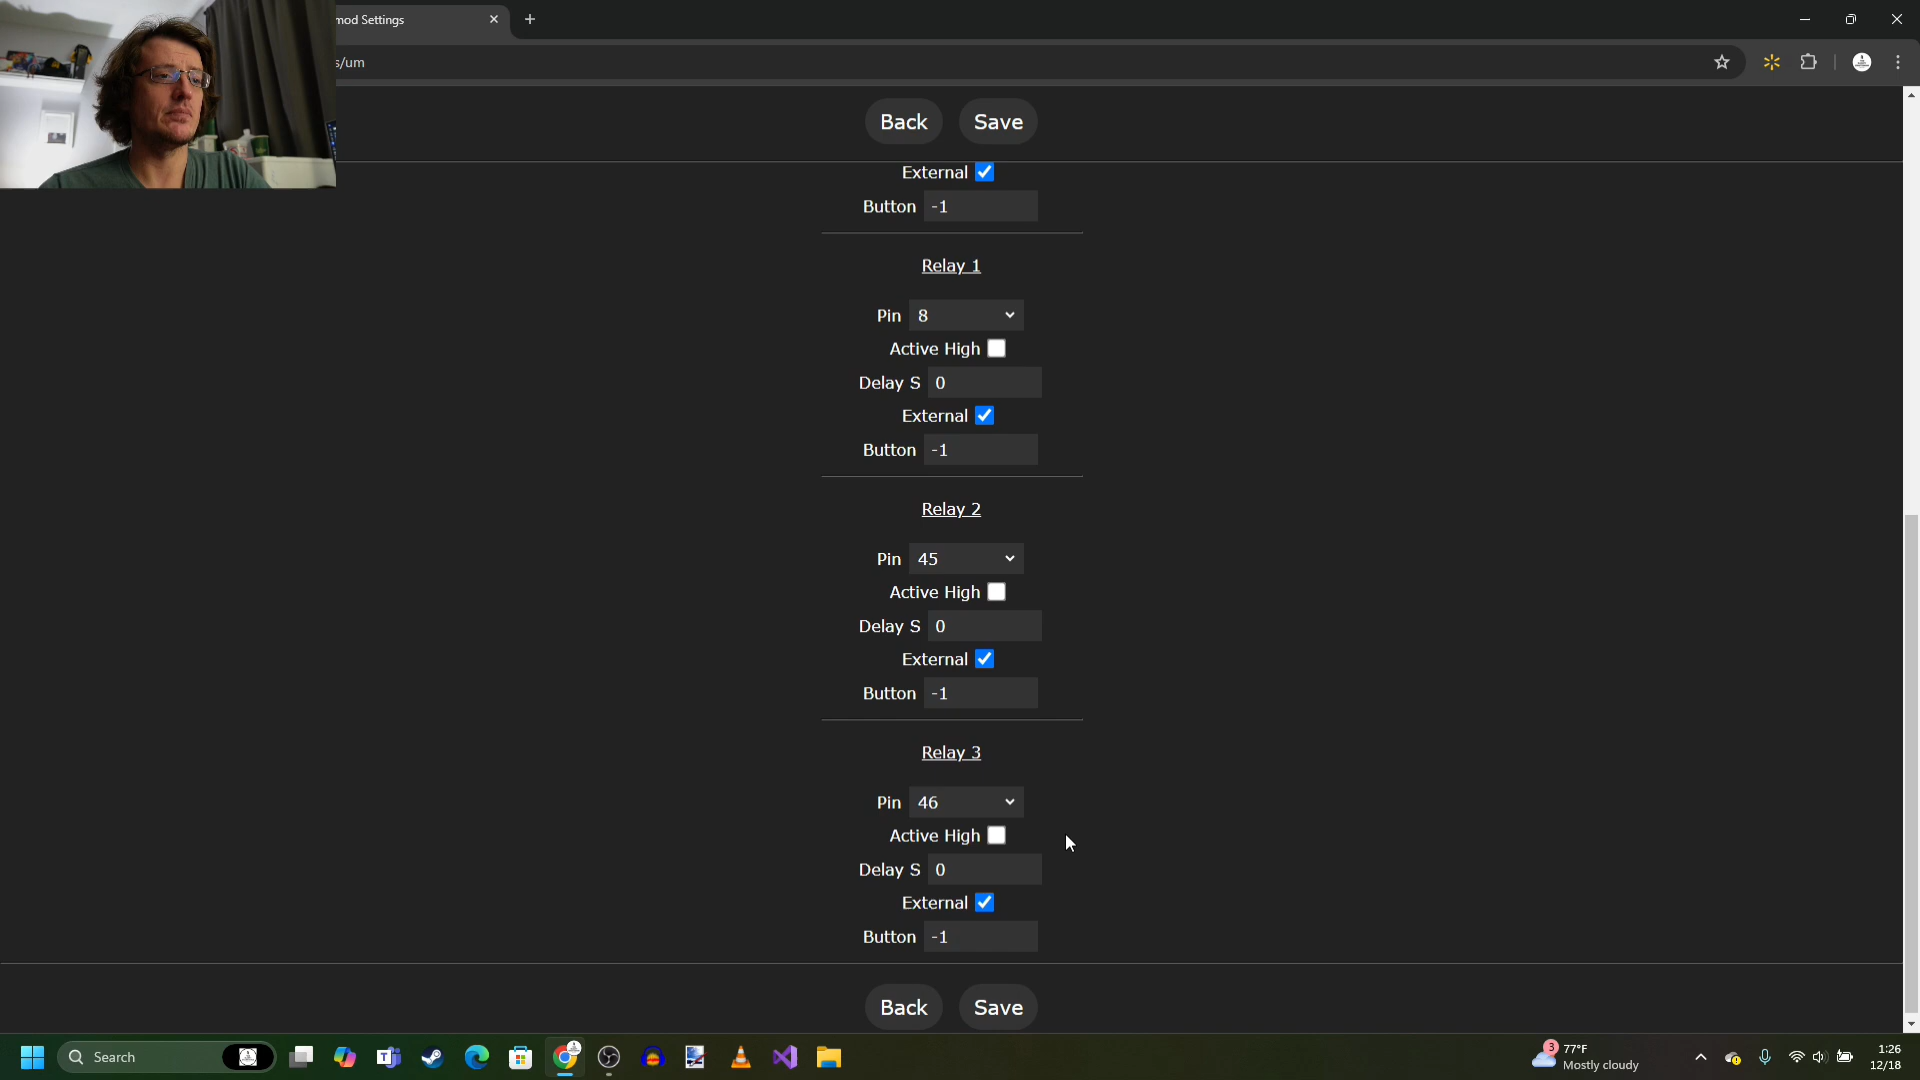 mod Settings
s/um
Back Save
External
Button -1
Relay 1
Pin 8
Active High
Delay S 0
External
Button -1
Relay 2
Pin 45
Active High
Delay S 0
External
Button -1
Relay 3
Pin 46
Active High
Delay S 0
External
Button -1
Back Save
Search
3
77°F
Mostly cloudy
1:26
12/18